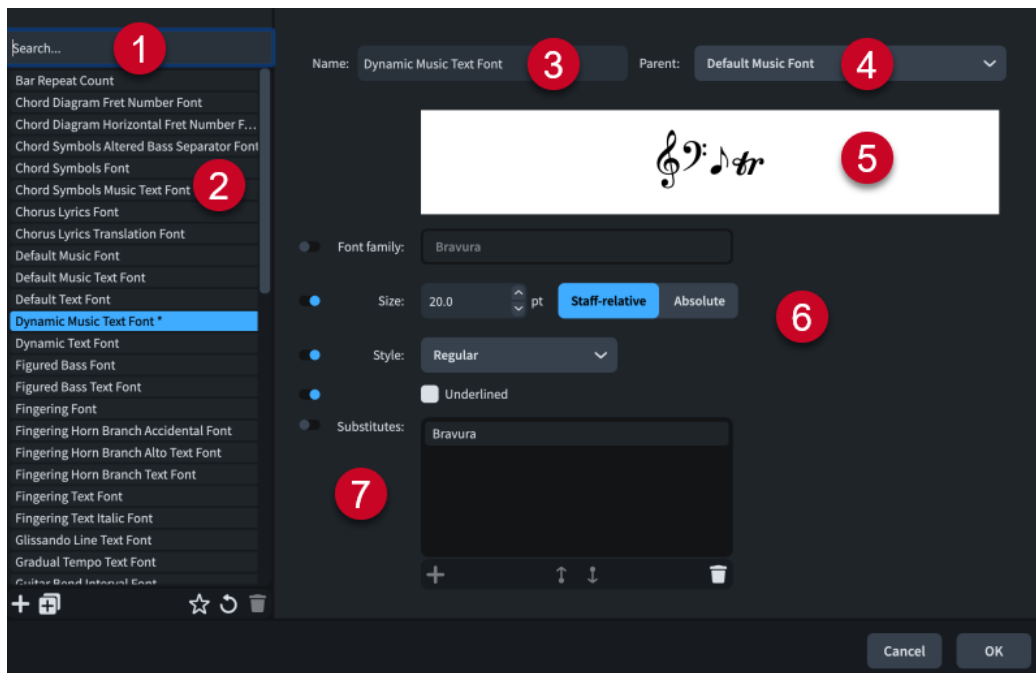 Search...
1
Bar Repeat Count
Chord Diagram Fret Number Font
Chord Diagram Horizontal Fret Number F...
Chord Symbols Altered Bass Separator Font
Chord Symbols Font
Chord Symbols Music Text Font
2
Chorus Lyrics Font
Chorus Lyrics Translation Font
Default Music Font
Default Music Text Font
Default Text Font
Dynamic Music Text Font *
Dynamic Text Font
Figured Bass Font
Figured Bass Text Font
Fingering Font
Fingering Horn Branch Accidental Font
Fingering Horn Branch Alto Text Font
Fingering Horn Branch Text Font
Fingering Text Font
Fingering Text Italic Font
Glissando Line Text Font
Gradual Tempo Text Font
Guitar Bend Interval Font
Name: Dynamic Music Text Font 3 Parent: Default Music Font 4
tr 5
Font family: Bravura
Size: 20.0 pt Staff-relative Absolute
6
Style: Regular
Underlined
Substitutes: Bravura
7
Cancel OK